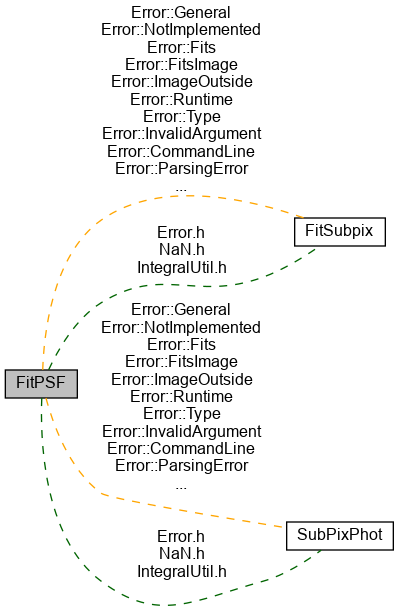 Error::General
Error::NotImplemented
Error::Fits
Error::FitsImage
Error::ImageOutside
Error::Runtime
Error::Type
Error::InvalidArgument
Error::CommandLine
Error::ParsingError
...
FitSubpix
Error.h
NaN.h
IntegralUtil.h
Error::General
Error::NotImplemented
Error::Fits
Error::FitsImage
Error::ImageOutside
FitPSF
Error::Runtime
Error::Type
Error::InvalidArgument
Error::CommandLine
Error::ParsingError
...
SubPixPhot
Error.h
NaN.h
IntegralUtil.h